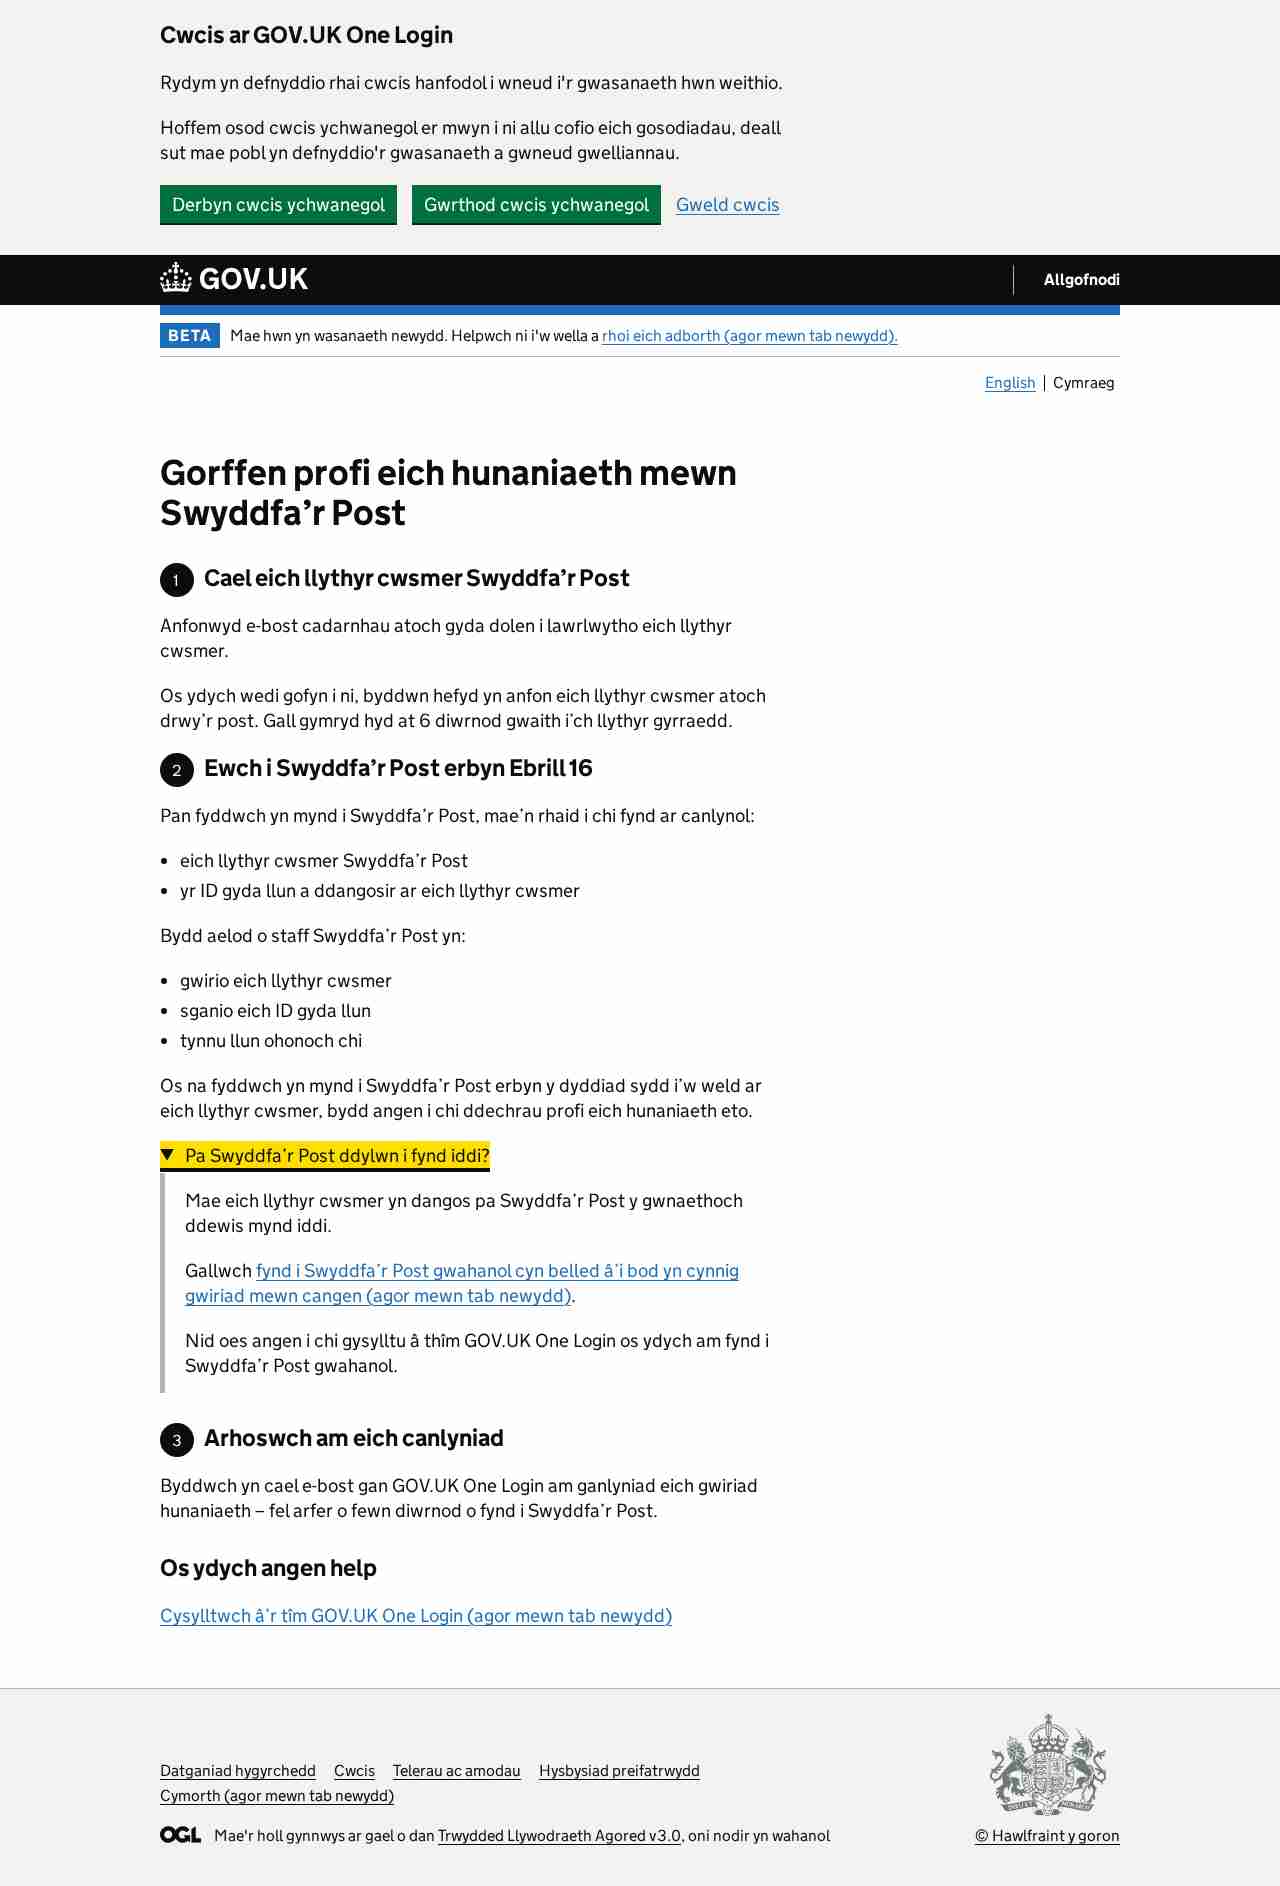 Cwcis ar GOV.UK One Login
Rydym yn defnyddio rhai cwcis hanfodol i wneud i'r gwasanaeth hwn weithio.
Hoffem osod cwcis ychwanegol er mwyn i ni allu cofio eich gosodiadau, deall
sut mae pobl yn defnyddio'r gwasanaeth a gwneud gwelliannau.
Derbyn cwcis ychwanegol Gwrthod cwcis ychwanegol Gweld cwcis
GOV.UK Allgofnodi
BETA Mae hwn yn wasanaeth newydd. Helpwch ni i'w wella a rhoi eich adborth (agor mewn tab newydd).
English | Cymraeg
Gorffen profi eich hunaniaeth mewn
Swyddfa’r Post
1 Cael eich llythyr cwsmer Swyddfa’r Post
Anfonwyd e-bost cadarnhau atoch gyda dolen i lawrlwytho eich llythyr
cwsmer.
Os ydych wedi gofyn i ni, byddwn hefyd yn anfon eich llythyr cwsmer atoch
drwy’r post. Gall gymryd hyd at 6 diwrnod gwaith i’ch llythyr gyrraedd.
2 Ewch i Swyddfa’r Post erbyn Ebrill 16
Pan fyddwch yn mynd i Swyddfa’r Post, mae’n rhaid i chi fynd ar canlynol:
• eich llythyr cwsmer Swyddfa’r Post
• yr ID gyda llun a ddangosir ar eich llythyr cwsmer
Bydd aelod o staff Swyddfa’r Post yn:
• gwirio eich llythyr cwsmer
• sganio eich ID gyda llun
• tynnu llun ohonoch chi
Os na fyddwch yn mynd i Swyddfa’r Post erbyn y dyddiad sydd i’w weld ar
eich llythyr cwsmer, bydd angen i chi ddechrau profi eich hunaniaeth eto.
▼ Pa Swyddfa’r Post ddylwn i fynd iddi?
Mae eich llythyr cwsmer yn dangos pa Swyddfa’r Post y gwnaethoch
ddewis mynd iddi.
Gallwch fynd i Swyddfa’r Post gwahanol cyn belled â’i bod yn cynnig
gwiriad mewn cangen (agor mewn tab newydd).
Nid oes angen i chi gysylltu â thîm GOV.UK One Login os ydych am fynd i
Swyddfa’r Post gwahanol.
3 Arhoswch am eich canlyniad
Byddwch yn cael e-bost gan GOV.UK One Login am ganlyniad eich gwiriad
hunaniaeth – fel arfer o fewn diwrnod o fynd i Swyddfa’r Post.
Os ydych angen help
Cysylltwch â’r tîm GOV.UK One Login (agor mewn tab newydd)
Datganiad hygyrchedd Cwcis Telerau ac amodau Hysbysiad preifatrwydd
Cymorth (agor mewn tab newydd)
OGL Mae'r holl gynnwys ar gael o dan Trwydded Llywodraeth Agored v3.0, oni nodir yn wahanol
© Hawlfraint y goron